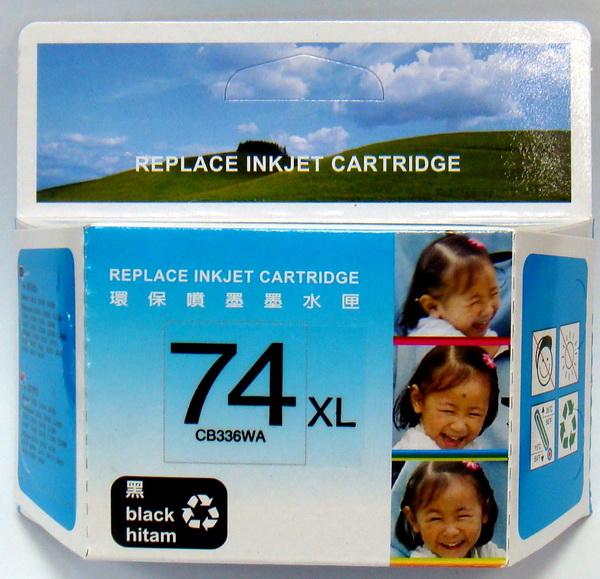 REPLACE INKJET CARTRIDGE
REPLACE INKJET CARTRIDGE
環保噴墨墨水匣
74 XL
CB336WA
黑
black
hitam